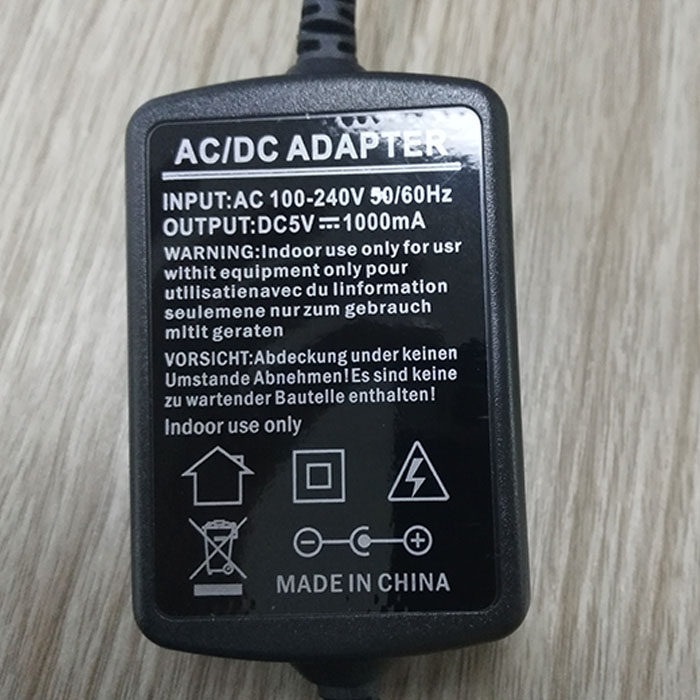 AC/DC ADAPTER
INPUT:AC 100-240V 50/60Hz
OUTPUT:DC5V⎓1000mA
WARNING:Indoor use only for usr
withit equipment only pour
utilisatienavec du linformation
seulemene nur zum gebrauch
mitit geraten
VORSICHT:Abdeckung under keinen
Umstande Abnehmen!Es sind keine
zu wartender Bautelle enthalten!
Indoor use only
MADE IN CHINA